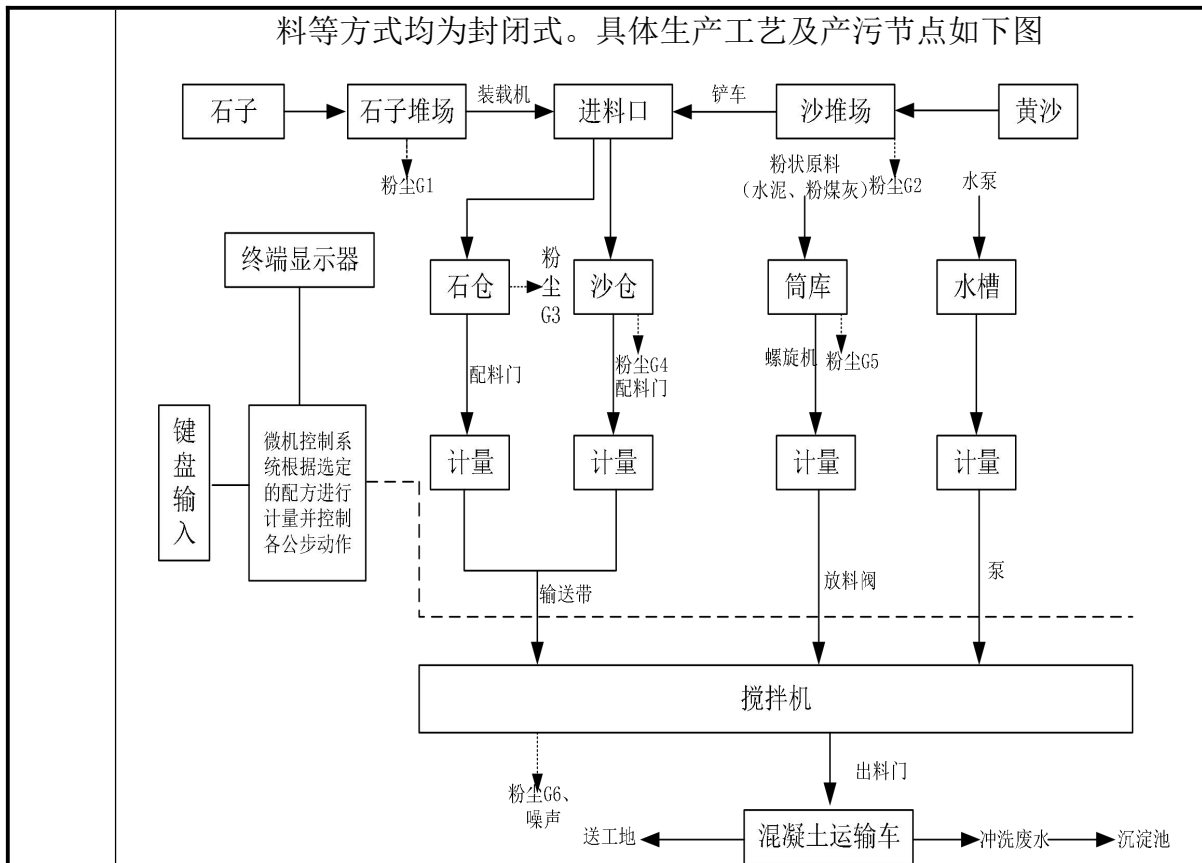 料等方式均为封闭式。具体生产工艺及产污节点如下图
石子
石子堆场
装载机
进料口
铲车
沙堆场
黄沙
粉尘G1
粉状原料
（水泥、粉煤灰）
粉尘G2
水泵
终端显示器
石仓
粉
尘
G3
沙仓
筒库
水槽
粉尘G4
配料门
配料门
螺旋机
粉尘G5
键
盘
输
入
微机控制系
统根据选定
的配方进行
计量并控制
各公步动作
计量
计量
计量
计量
输送带
放料阀
泵
搅拌机
粉尘G6、
噪声
出料门
送工地
混凝土运输车
冲洗废水
沉淀池